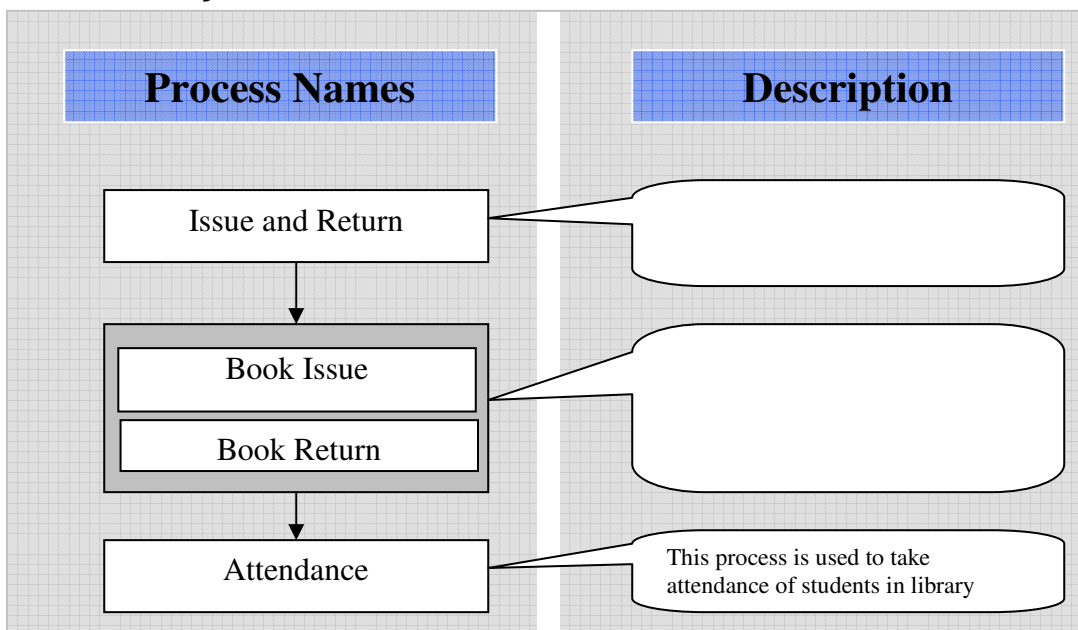 Process Names
Description
Issue and Return
Book Issue
Book Return
Attendance
This process is used to take
attendance of students in library